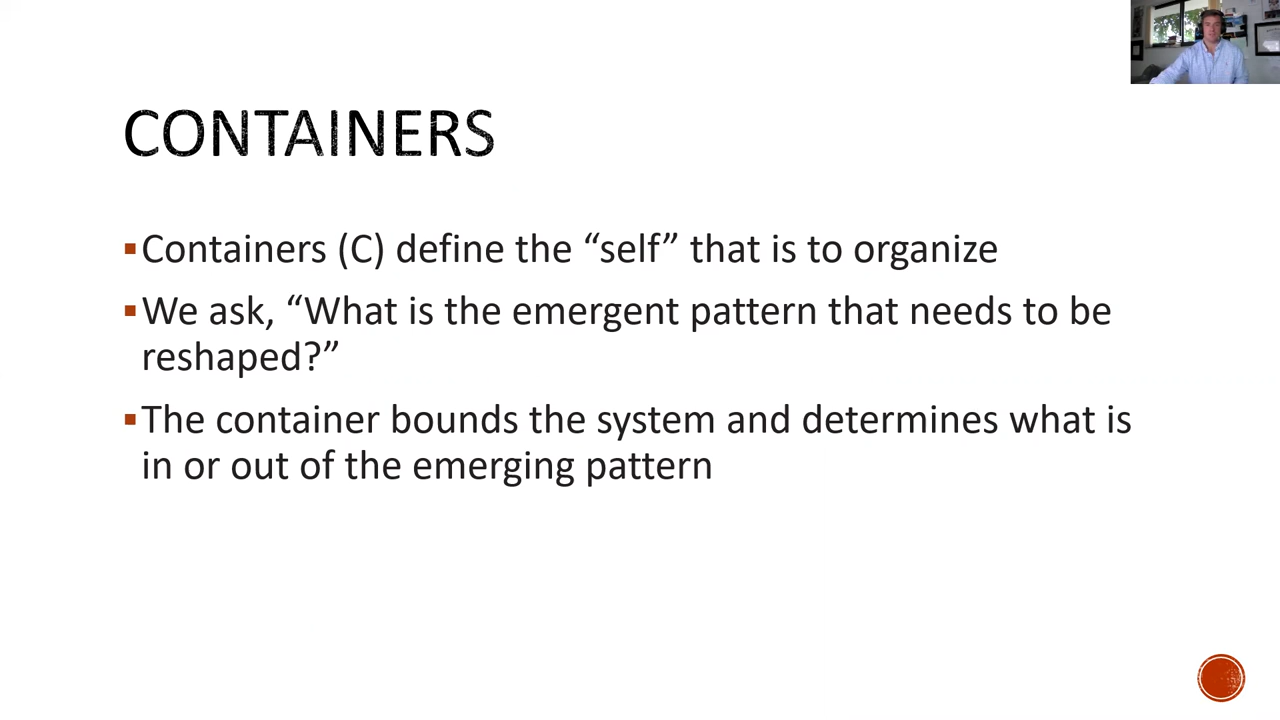 CONTAINERS
▪Containers (C) define the “self” that is to organize
▪We ask, “What is the emergent pattern that needs to be
reshaped?”
▪The container bounds the system and determines what is
in or out of the emerging pattern